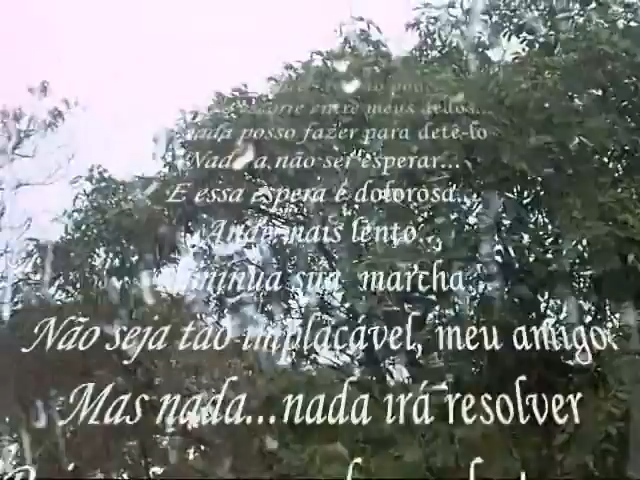 escorre entre meus dedos...
nada posso fazer para detê-lo
Nada a não ser esperar...
E essa espera é dolorosa...
Ande mais lento...
Diminua sua marcha
Não seja tão implacável, meu amigo.
Mas nada...nada irá resolver